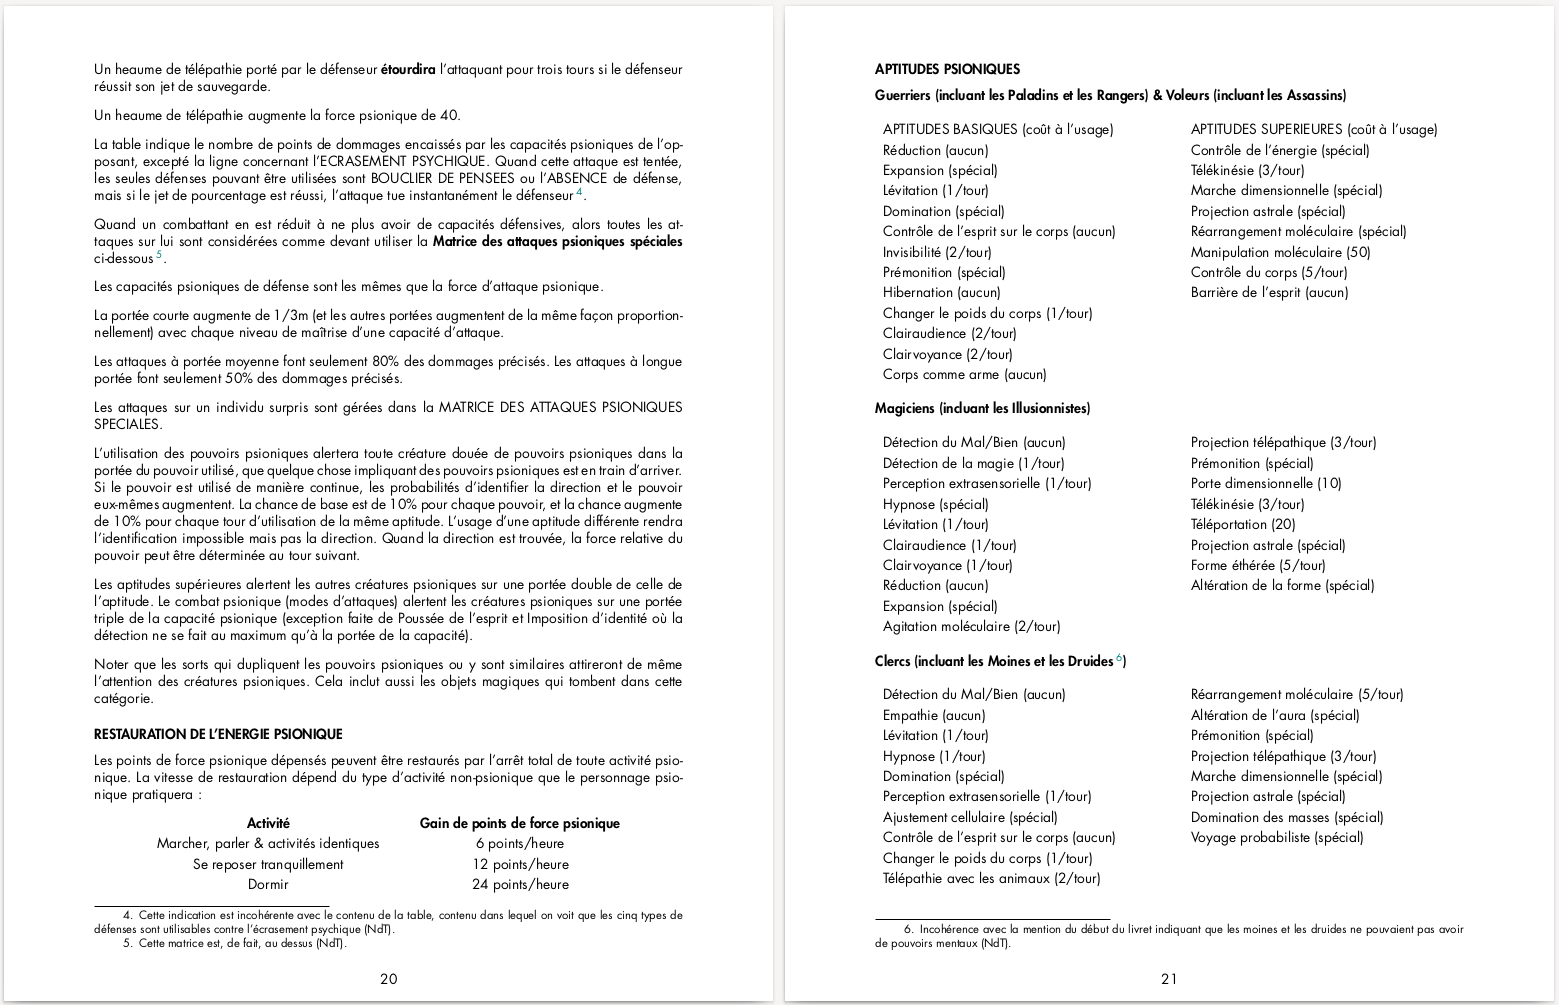 Un heaume de télépathie porté par le défenseur étourdira l'attaquant pour trois tours si le défenseur
réussit son jet de sauvegarde.
Un heaume de télépathie augmente la force psionique de 40.
La table indique le nombre de points de dommages encaissés par les capacités psioniques de l'op-
posant, excepté la ligne concernant l'ECRASEMENT PSYCHIQUE. Quand cette attaque est tentée,
les seules défenses pouvant être utilisées sont BOUCLIER DE PENSEES ou l'ABSENCE de défense,
mais si le jet de pourcentage est réussi, l'attaque tue instantanément le défenseur 4.
Quand un combattant en est réduit à ne plus avoir de capacités défensives, alors toutes les at-
taques sur lui sont considérées comme devant utiliser la Matrice des attaques psioniques spéciales
ci-dessous 5.
Les capacités psioniques de défense sont les mêmes que la force d'attaque psionique.
La portée courte augmente de 1/3m (et les autres portées augmentent de la même façon proportion-
nellement) avec chaque niveau de maîtrise d'une capacité d'attaque.
Les attaques à portée moyenne font seulement 80% des dommages précisés. Les attaques à longue
portée font seulement 50% des dommages précisés.
Les attaques sur un individu surpris sont gérées dans la MATRICE DES ATTAQUES PSIONIQUES
SPECIALES.
L'utilisation des pouvoirs psioniques alertera toute créature douée de pouvoirs psioniques dans la
portée du pouvoir utilisé, que quelque chose impliquant des pouvoirs psioniques est en train d'arriver.
Si le pouvoir est utilisé de manière continue, les probabilités d'identifier la direction et le pouvoir
eux-mêmes augmentent. La chance de base est de 10% pour chaque pouvoir, et la chance augmente
de 10% pour chaque tour d'utilisation de la même aptitude. L'usage d'une aptitude différente rendra
l'identification impossible mais pas la direction. Quand la direction est trouvée, la force relative du
pouvoir peut être déterminée au tour suivant.
Les aptitudes supérieures alertent les autres créatures psioniques sur une portée double de celle de
l'aptitude. Le combat psionique (modes d'attaques) alertent les créatures psioniques sur une portée
triple de la capacité psionique (exception faite de Poussée de l'esprit et Imposition d'identité où la
détection ne se fait au maximum qu'à la portée de la capacité).
Noter que les sorts qui dupliquent les pouvoirs psioniques ou y sont similaires attireront de même
l'attention des créatures psioniques. Cela inclut aussi les objets magiques qui tombent dans cette
catégorie.
RESTAURATION DE L'ENERGIE PSIONIQUE
Les points de force psionique dépensés peuvent être restaurés par l'arrêt total de toute activité psio-
nique. La vitesse de restauration dépend du type d'activité non-psionique que le personnage psio-
nique pratiquera :
Activité Gain de points de force psionique
Marcher, parler & activités identiques 6 points/heure
Se reposer tranquillement 12 points/heure
Dormir 24 points/heure
4. Cette indication est incohérente avec le contenu de la table, contenu dans lequel on voit que les cinq types de
défenses sont utilisables contre l'écrasement psychique (NdT).
5. Cette matrice est, de fait, au dessus (NdT).
20
APTITUDES PSIONIQUES
Guerriers (incluant les Paladins et les Rangers) & Voleurs (incluant les Assassins)
APTITUDES BASIQUES (coût à l'usage) APTITUDES SUPERIEURES (coût à l'usage)
Réduction (aucun) Contrôle de l'énergie (spécial)
Expansion (spécial) Télékinésie (3/tour)
Lévitation (1/tour) Marche dimensionnelle (spécial)
Domination (spécial) Projection astrale (spécial)
Contrôle de l'esprit sur le corps (aucun) Réarrangement moléculaire (spécial)
Invisibilité (2/tour) Manipulation moléculaire (50)
Prémonition (spécial) Contrôle du corps (5/tour)
Hibernation (aucun) Barrière de l'esprit (aucun)
Changer le poids du corps (1/tour)
Clairaudience (2/tour)
Clairvoyance (2/tour)
Corps comme arme (aucun)
Magiciens (incluant les Illusionnistes)
Détection du Mal/Bien (aucun) Projection télépathique (3/tour)
Détection de la magie (1/tour) Prémonition (spécial)
Perception extrasensorielle (1/tour) Porte dimensionnelle (10)
Hypnose (spécial) Télékinésie (3/tour)
Lévitation (1/tour) Téléportation (20)
Clairaudience (1/tour) Projection astrale (spécial)
Clairvoyance (1/tour) Forme éthérée (5/tour)
Réduction (aucun) Altération de la forme (spécial)
Expansion (spécial)
Agitation moléculaire (2/tour)
Clercs (incluant les Moines et les Druides 6)
Détection du Mal/Bien (aucun) Réarrangement moléculaire (5/tour)
Empathie (aucun) Altération de l'aura (spécial)
Lévitation (1/tour) Prémonition (spécial)
Hypnose (1/tour) Projection télépathique (3/tour)
Domination (spécial) Marche dimensionnelle (spécial)
Perception extrasensorielle (1/tour) Projection astrale (spécial)
Ajustement cellulaire (spécial) Domination des masses (spécial)
Contrôle de l'esprit sur le corps (aucun) Voyage probabiliste (spécial)
Changer le poids du corps (1/tour)
Télépathie avec les animaux (2/tour)
6. Incohérence avec la mention du début du livret indiquant que les moines et les druides ne pouvaient pas avoir
de pouvoirs mentaux (NdT).
21